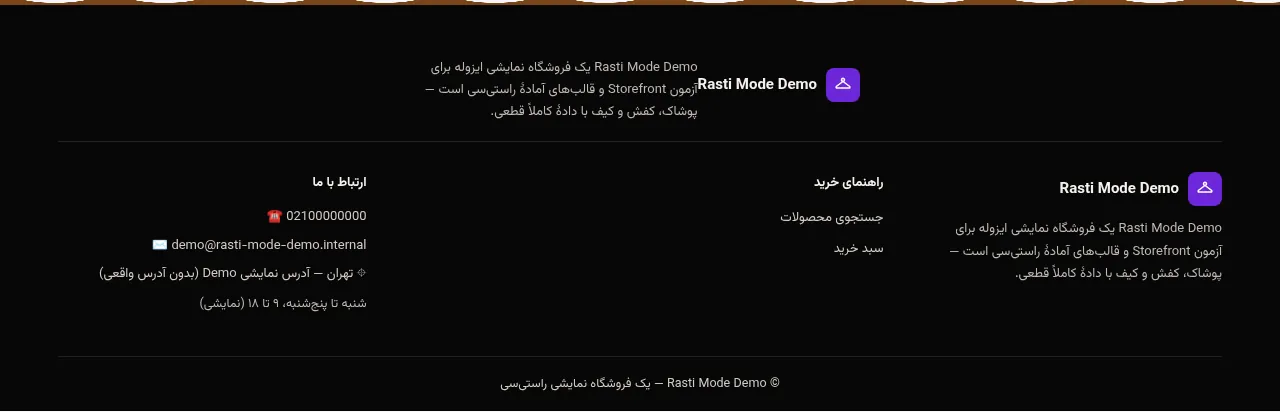 Rasti Mode Demo
Rasti Mode Demo یک فروشگاه نمایشی ایزوله برای
آزمون Storefront و قالب‌های آمادهٔ راستی‌سی است —
پوشاک، کفش و کیف با دادهٔ کاملاً قطعی.
Rasti Mode Demo
Rasti Mode Demo یک فروشگاه نمایشی ایزوله برای
آزمون Storefront و قالب‌های آمادهٔ راستی‌سی است —
پوشاک، کفش و کیف با دادهٔ کاملاً قطعی.
راهنمای خرید
جستجوی محصولات
سبد خرید
ارتباط با ما
02100000000 ☎️
demo@rasti-mode-demo.internal ✉️
⌖ تهران — آدرس نمایشی Demo (بدون آدرس واقعی)
شنبه تا پنج‌شنبه، ۹ تا ۱۸ (نمایشی)
© Rasti Mode Demo — یک فروشگاه نمایشی راستی‌سی